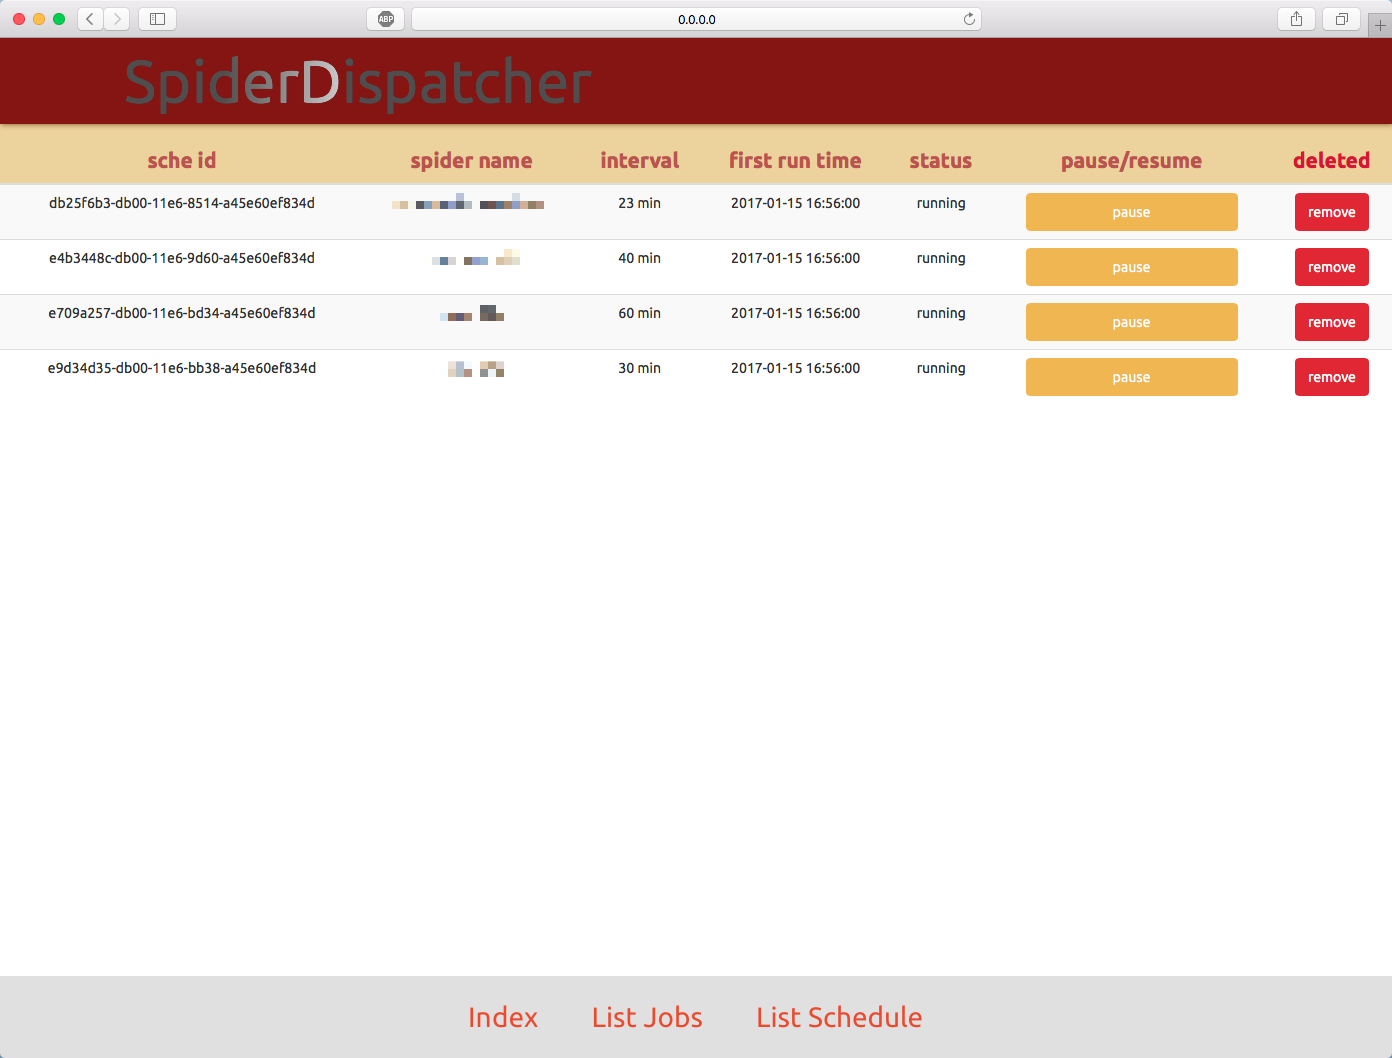 ABP
0.0.0.0
SpiderDispatcher
sche id spider name interval first run time status pause/resume deleted
db25f6b3-db00-11e6-8514-a45e60ef834d 23 min 2017-01-15 16:56:00 running pause remove
e4b3448c-db00-11e6-9d60-a45e60ef834d 40 min 2017-01-15 16:56:00 running pause remove
e709a257-db00-11e6-bd34-a45e60ef834d 60 min 2017-01-15 16:56:00 running pause remove
e9d34d35-db00-11e6-bb38-a45e60ef834d 30 min 2017-01-15 16:56:00 running pause remove
Index List Jobs List Schedule